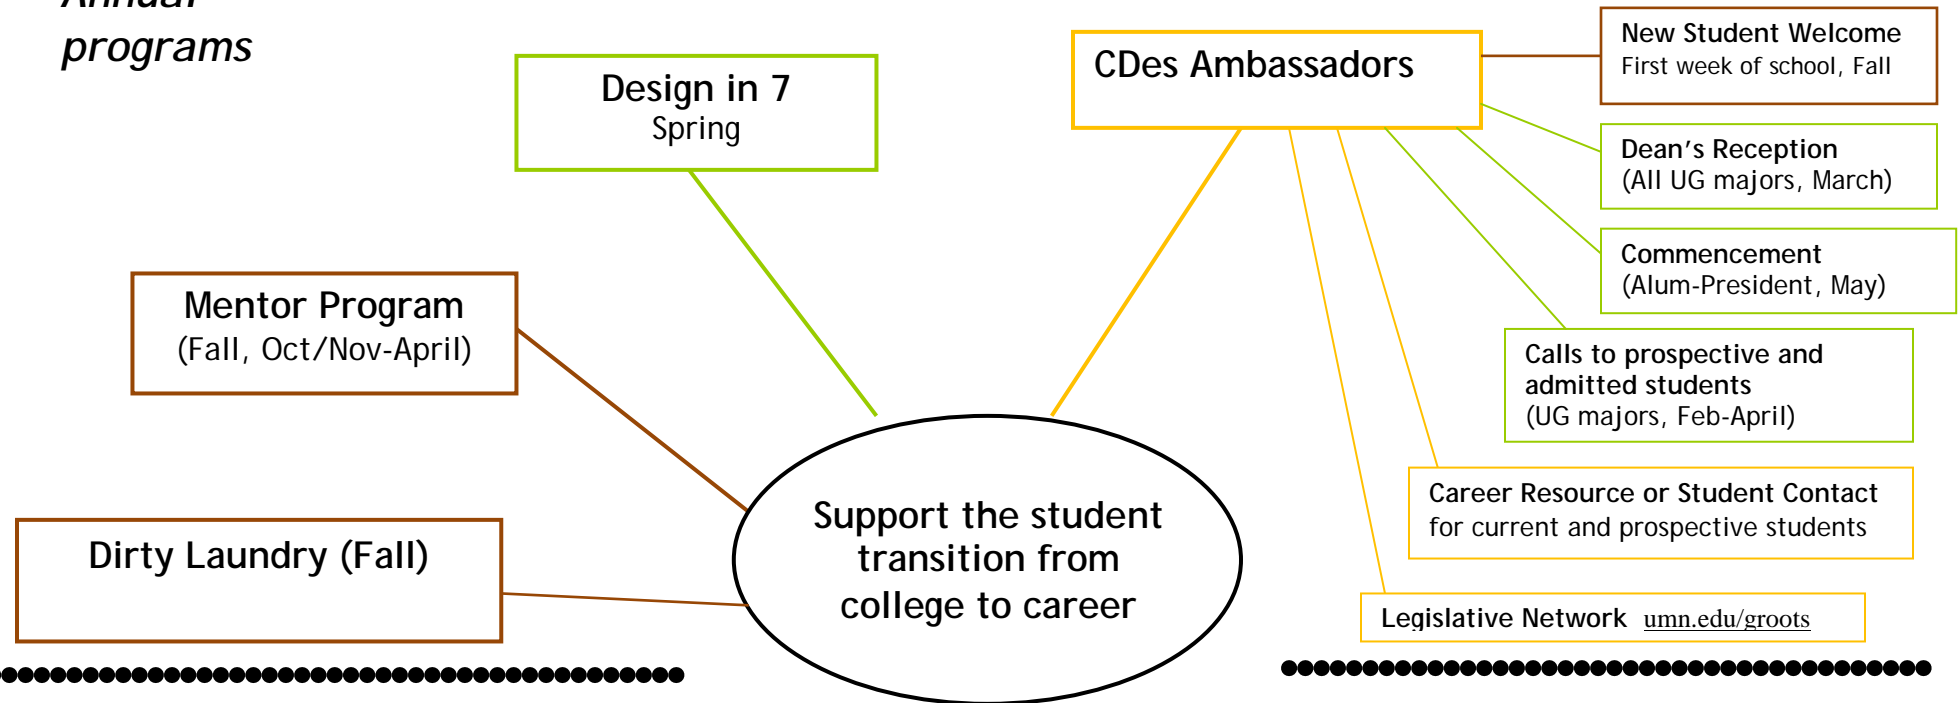 Annual
programs
Design in 7
Spring
CDes Ambassadors
New Student Welcome
First week of school, Fall
Dean’s Reception
(All UG majors, March)
Commencement
(Alum-President, May)
Mentor Program
(Fall, Oct/Nov-April)
Calls to prospective and
admitted students
(UG majors, Feb-April)
Career Resource or Student Contact
for current and prospective students
Dirty Laundry (Fall)
Support the student
transition from
college to career
Legislative Network umn.edu/groots